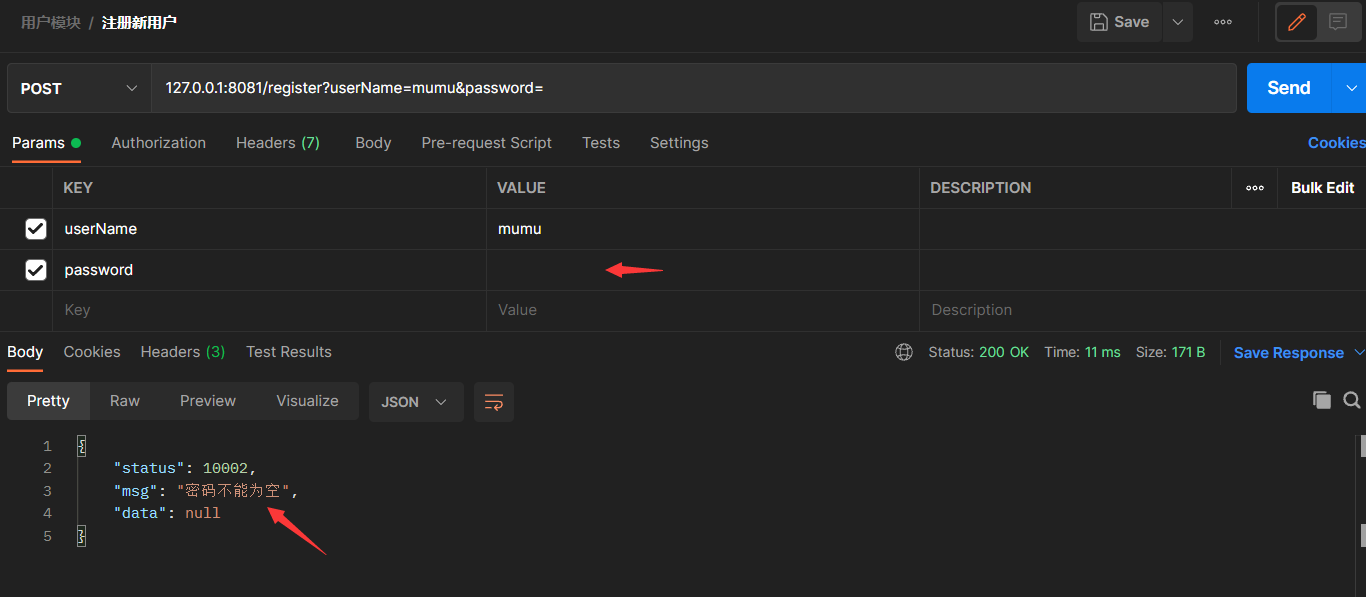 用户模块 / 注册新用户 Save
POST 127.0.0.1:8081/register?userName=mumu&password= Send
Params Authorization Headers (7) Body Pre-request Script Tests Settings Cookies
KEY VALUE DESCRIPTION Bulk Edit
userName mumu
password
Key Value Description
Body Cookies Headers (3) Test Results Status: 200 OK Time: 11 ms Size: 171 B Save Response
Pretty Raw Preview Visualize JSON
1 {
2 "status": 10002,
3 "msg": "密码不能为空",
4 "data": null
5 }